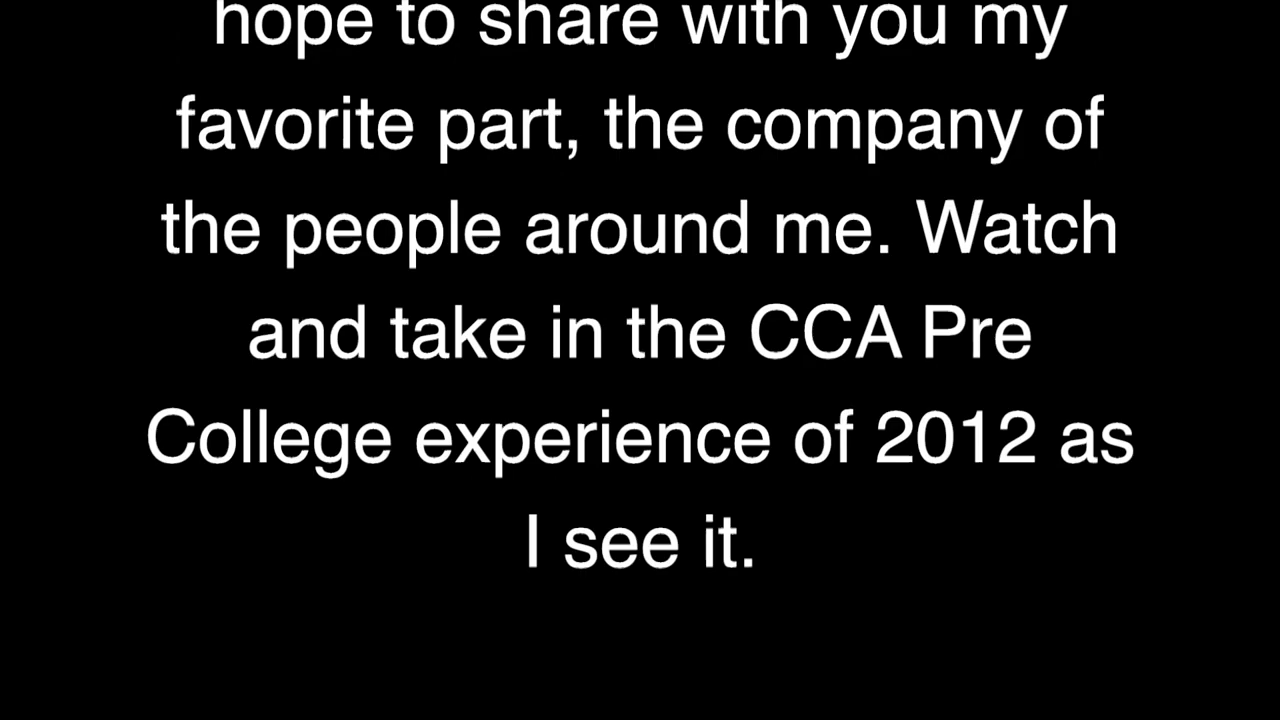 hope to share with you my
favorite part, the company of
the people around me. Watch
and take in the CCA Pre
College experience of 2012 as
I see it.